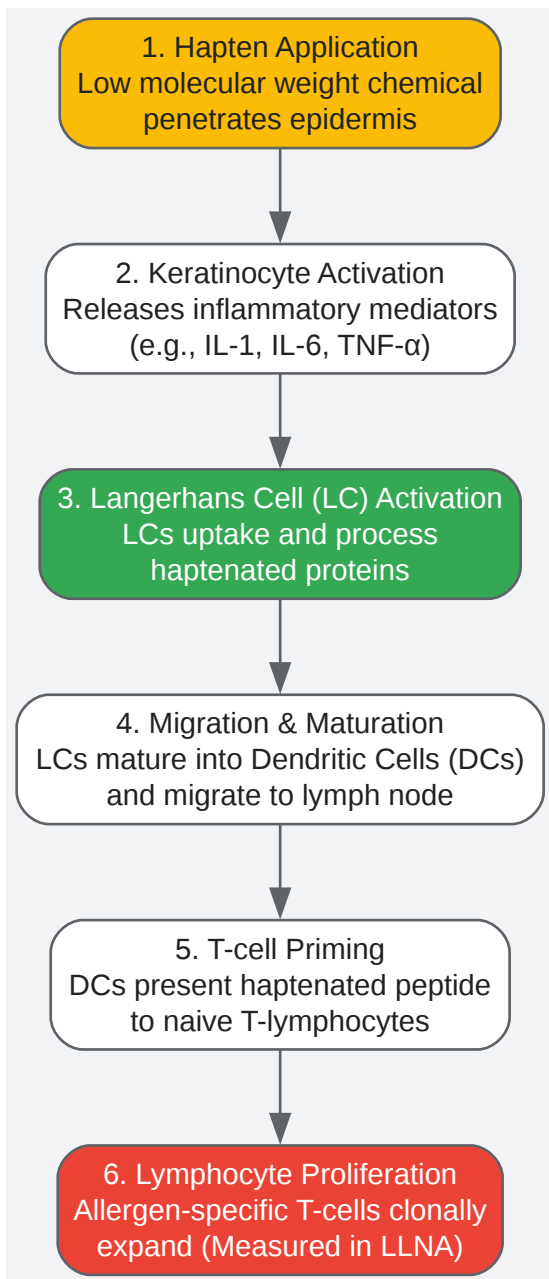 1. Hapten Application
Low molecular weight chemical
penetrates epidermis
2. Keratinocyte Activation
Releases inflammatory mediators
(e.g., IL-1, IL-6, TNF-α)
3. Langerhans Cell (LC) Activation
LCs uptake and process
haptenated proteins
4. Migration & Maturation
LCs mature into Dendritic Cells (DCs)
and migrate to lymph node
5. T-cell Priming
DCs present haptenated peptide
to naive T-lymphocytes
6. Lymphocyte Proliferation
Allergen-specific T-cells clonally
expand (Measured in LLNA)